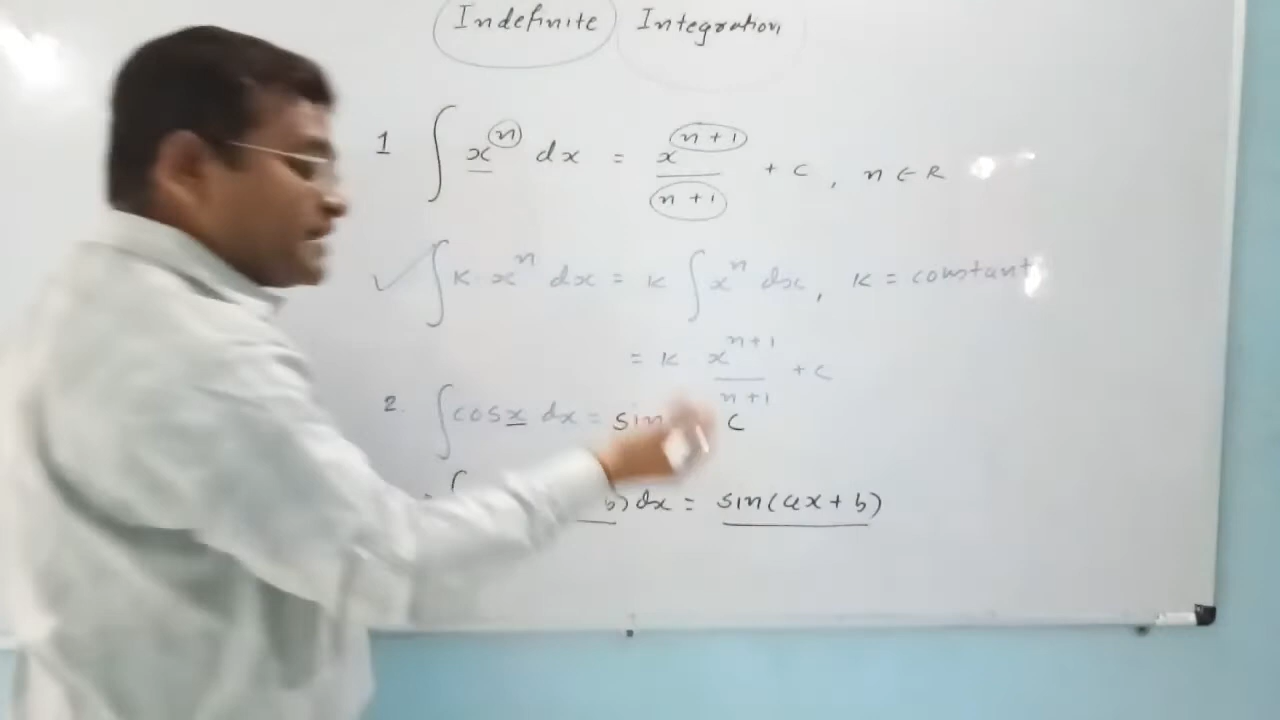 Indefinite Integration
1 ∫ x^n dx = x^(n+1)/(n+1) + c, n ∈ R
✓ ∫ K x^n dx = K ∫ x^n dx, K = constant
= K x^(n+1)/(n+1) + c
2. ∫ cos x dx = sin c
∫ b) dx = sin(ax + b)